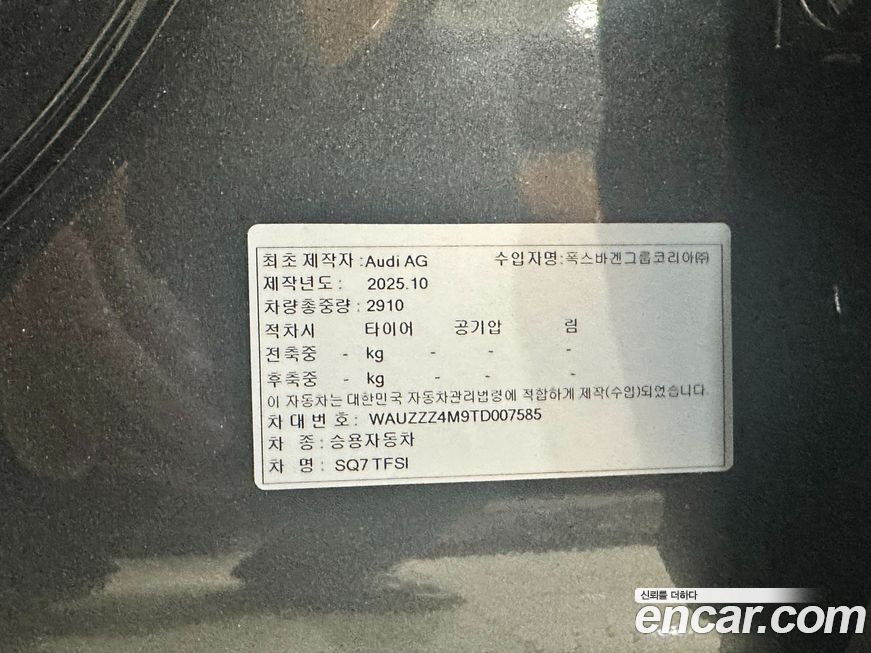 최초 제작자 : Audi AG 수입자명 : 폭스바겐그룹코리아㈜
제작년도 : 2025.10
차량총중량 : 2910
적차시 타이어 공기압 림
전축중 - kg - - -
후축중 - kg - - -
이 자동차는 대한민국 자동차관리법령에 적합하게 제작(수입)되었습니다.
차대번호 : WAUZZZ4M9TD007585
차 종 : 승용자동차
차 명 : SQ7 TFSI
신뢰를 더하다
encar.com